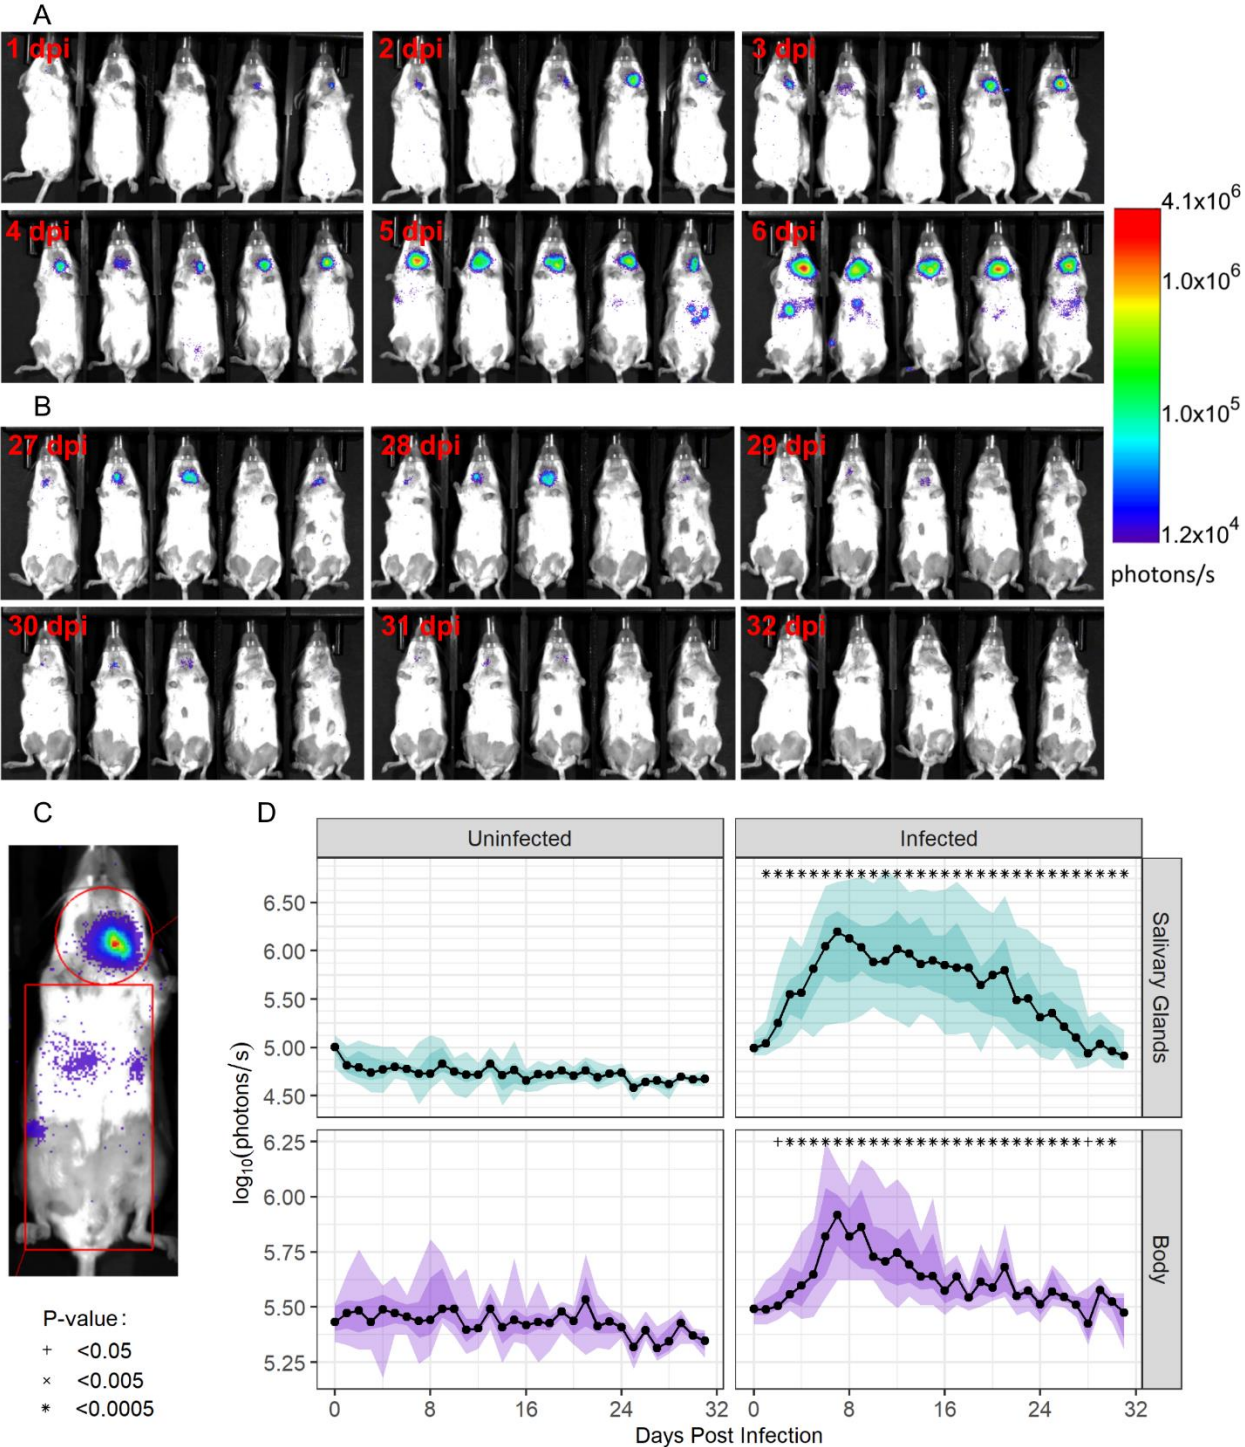 A
1 dpi
2 dpi
3 dpi
4 dpi
5 dpi
6 dpi
4.1x10⁶
1.0x10⁶
1.0x10⁵
1.2x10⁴
photons/s
B
27 dpi
28 dpi
29 dpi
30 dpi
31 dpi
32 dpi
C
P-value:
+ <0.05
× <0.005
* <0.0005
D
Uninfected
Infected
Salivary Glands
Body
log₁₀(photons/s)
6.50
6.00
5.50
5.00
4.50
6.25
6.00
5.75
5.50
5.25
0 8 16 24 32
0 8 16 24 32
Days Post Infection